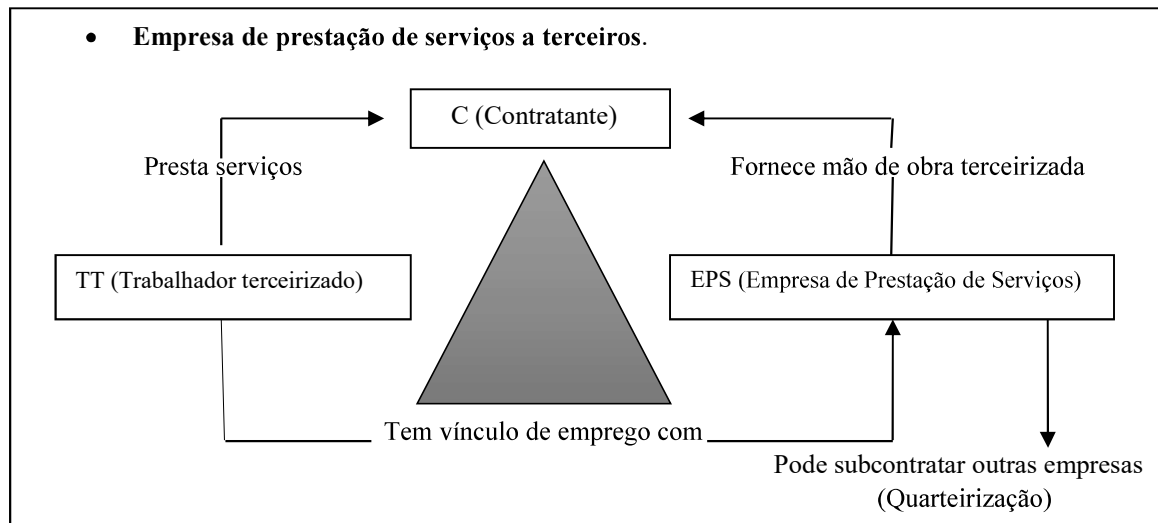 • Empresa de prestação de serviços a terceiros.
C (Contratante)
Presta serviços
Fornece mão de obra terceirizada
TT (Trabalhador terceirizado)
EPS (Empresa de Prestação de Serviços)
Tem vínculo de emprego com
Pode subcontratar outras empresas
(Quarteirização)